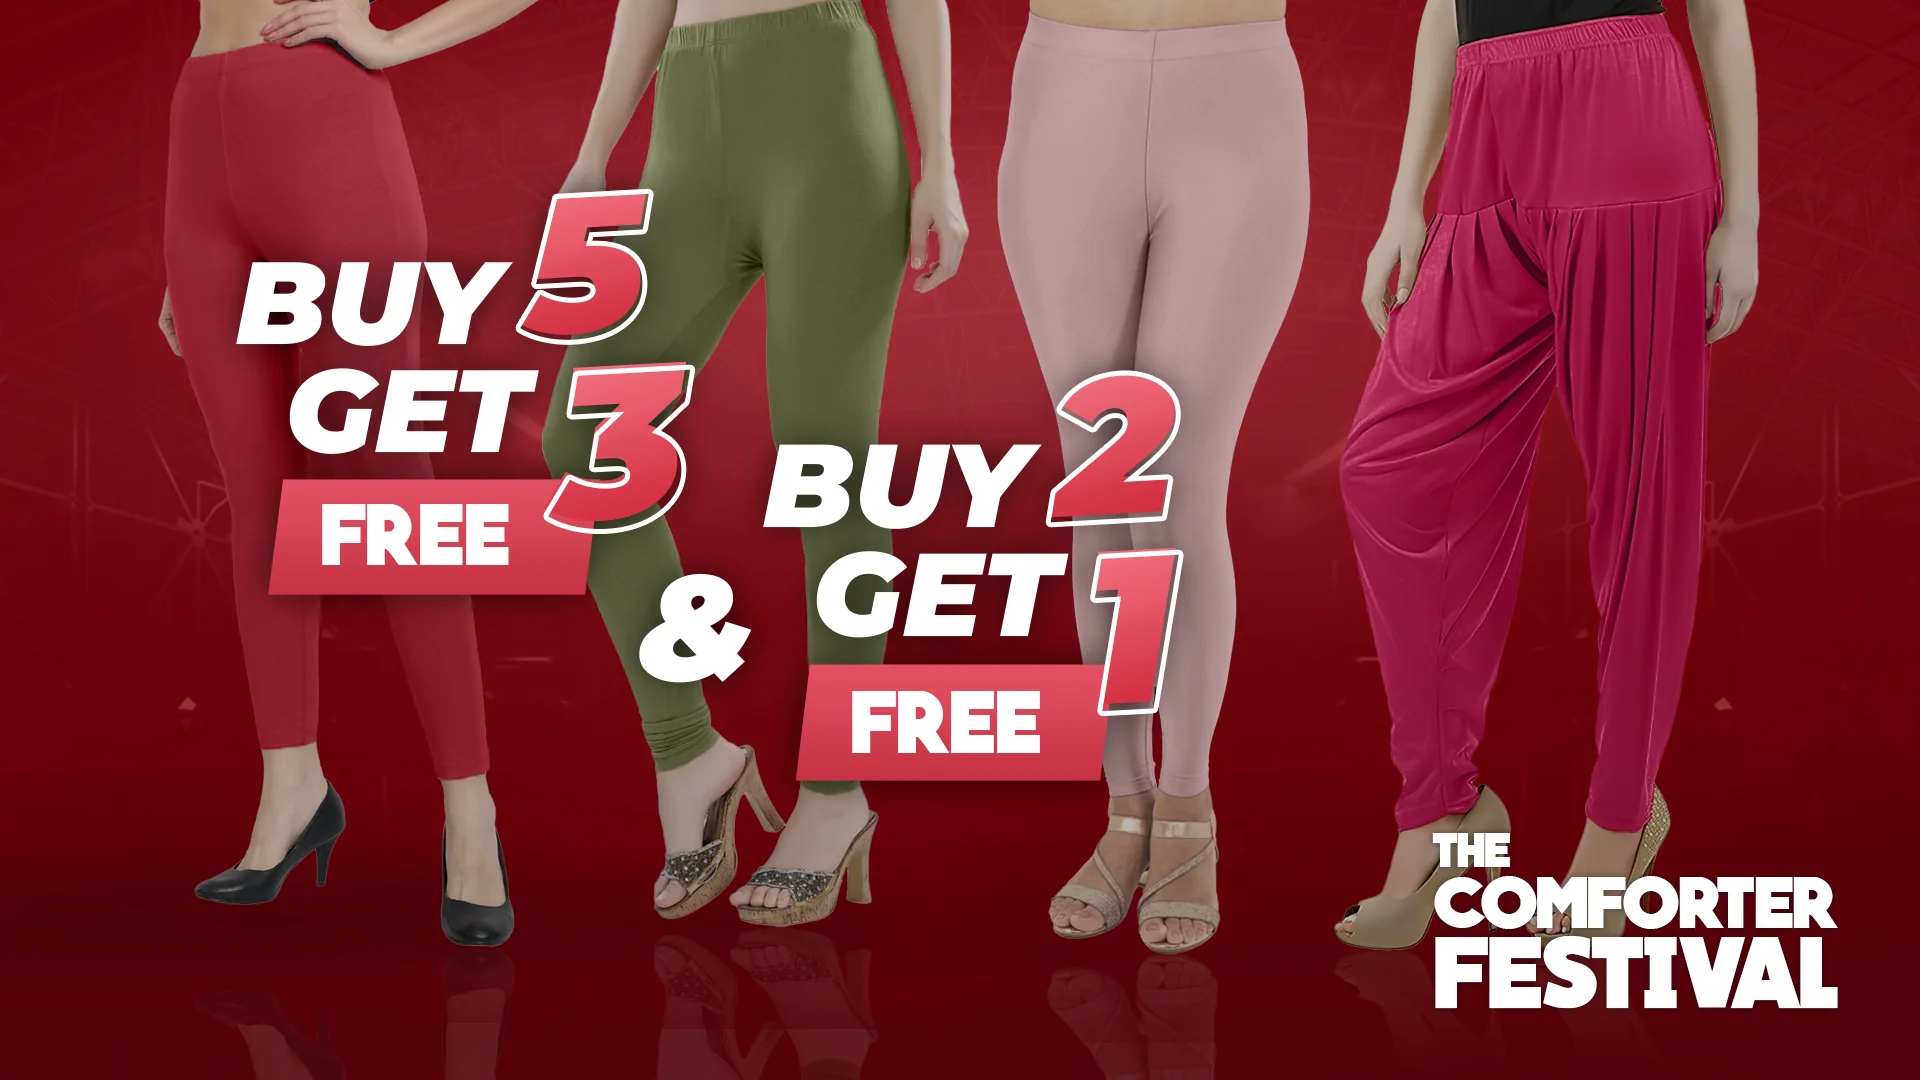 BUY 5
GET 3
FREE
&
BUY 2
GET 1
FREE
THE
COMFORTER
FESTIVAL